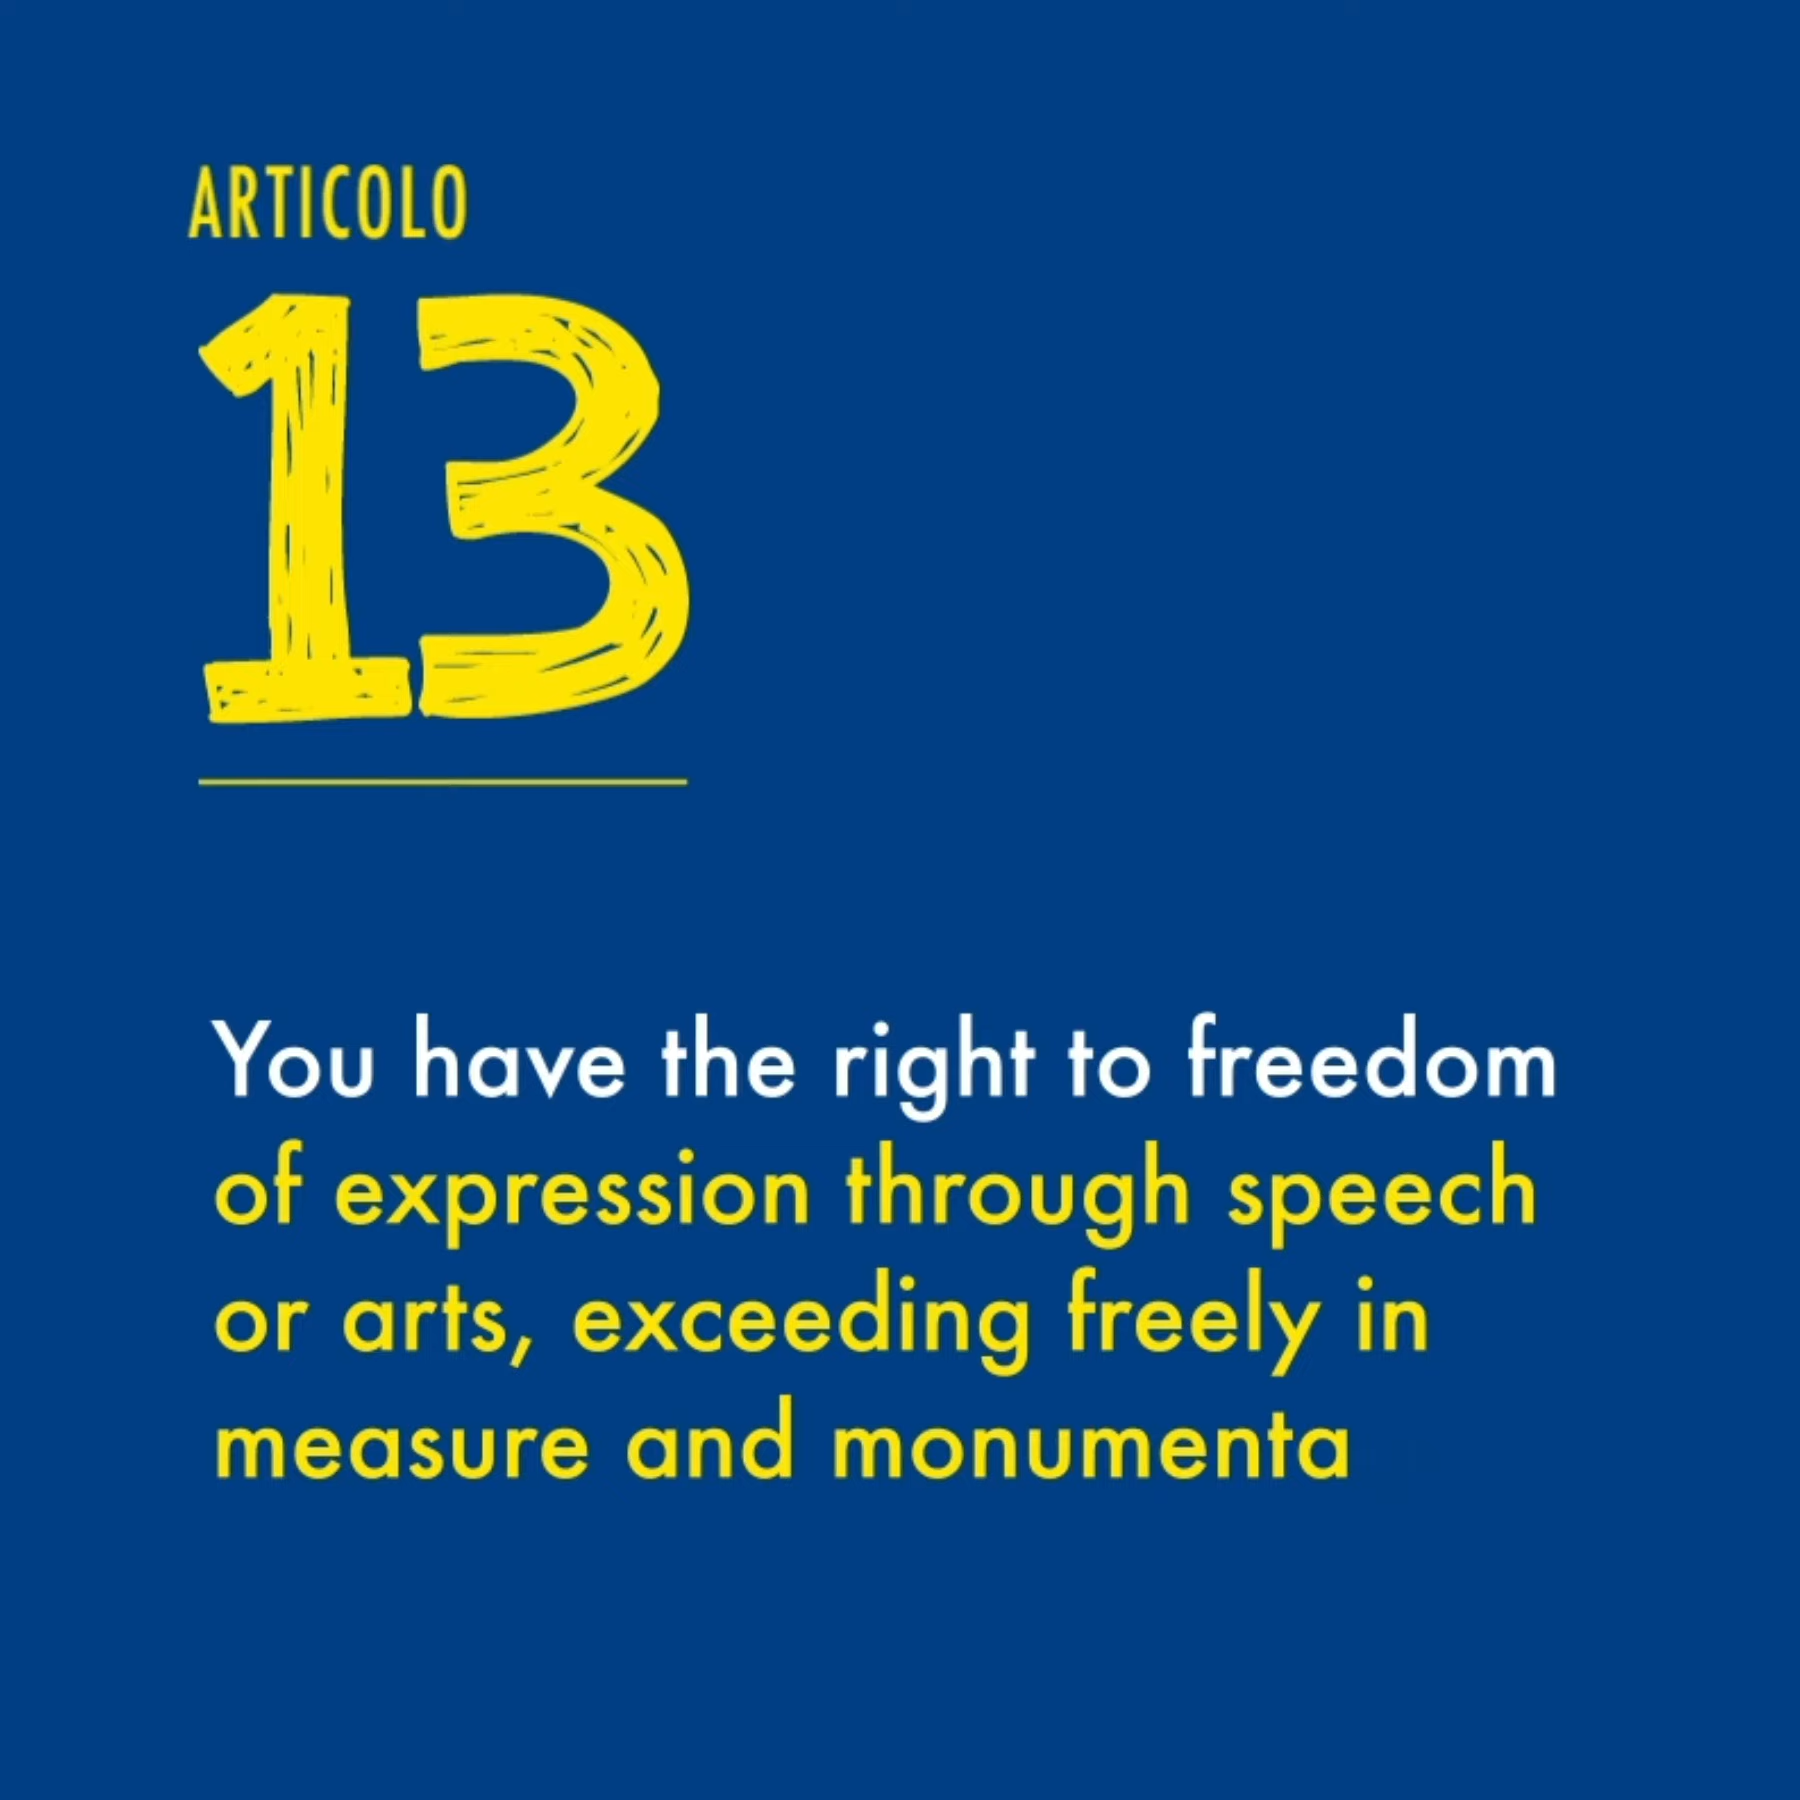 ARTICOLO
13
You have the right to freedom
of expression through speech
or arts, exceeding freely in
measure and monumenta